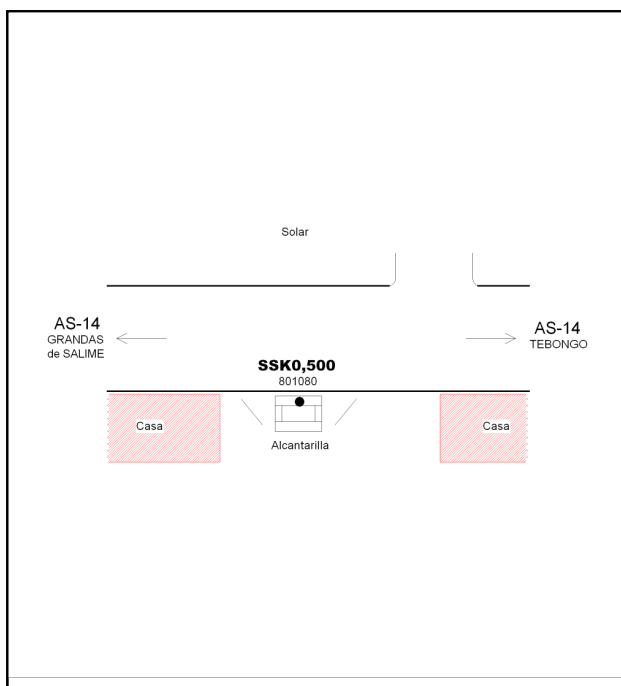 Solar
AS-14
GRANDAS
de SALIME
AS-14
TEBONGO
SSK0,500
801080
Casa
Casa
Alcantarilla